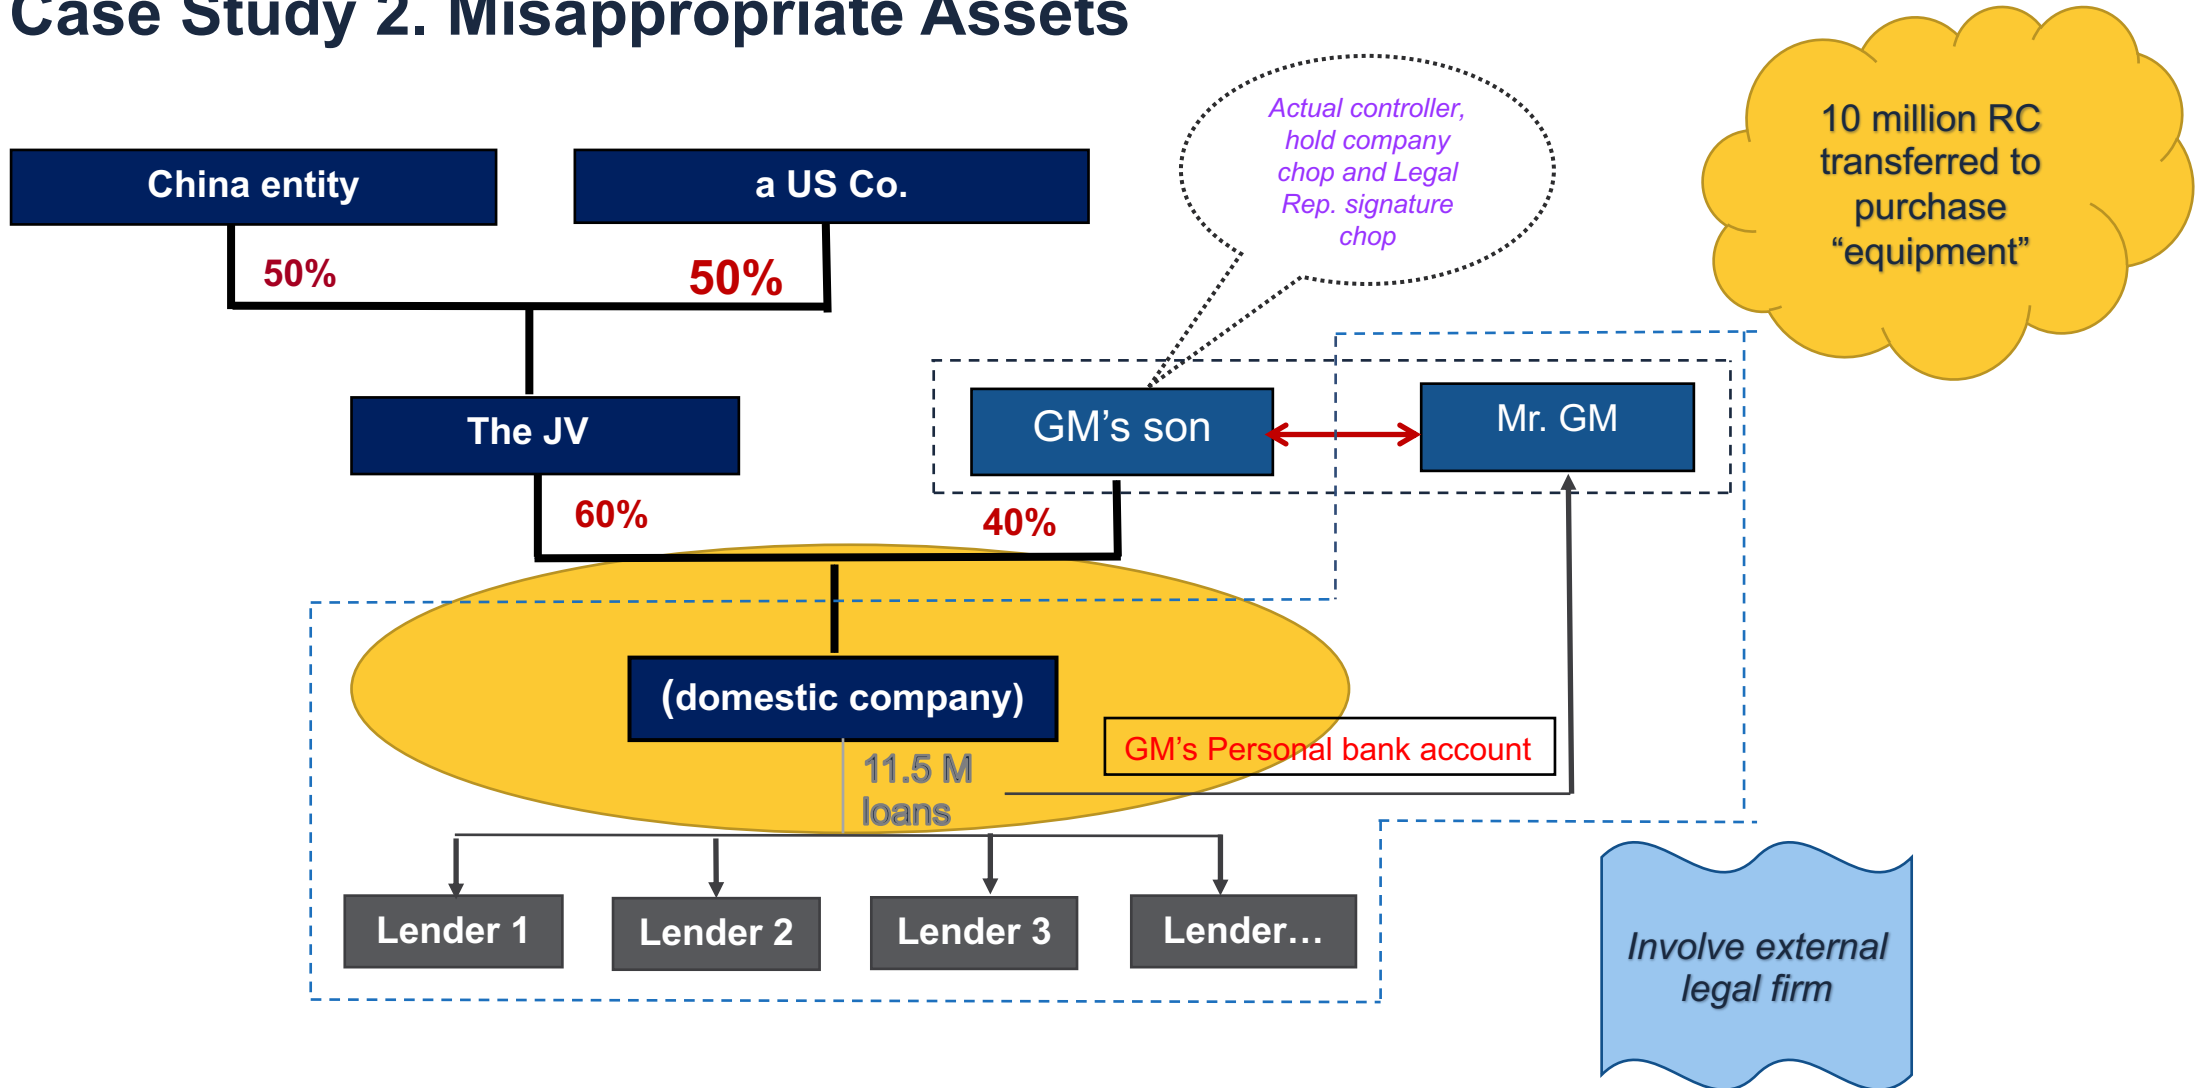 Case Study 2. Misappropriate Assets
Actual controller,
hold company
chop and Legal
Rep. signature
chop
10 million RC
transferred to
purchase
“equipment”
China entity
a US Co.
50%
50%
The JV
GM’s son
Mr. GM
60%
40%
(domestic company)
GM’s Personal bank account
11.5 M
loans
Lender 1
Lender 2
Lender 3
Lender…
Involve external
legal firm